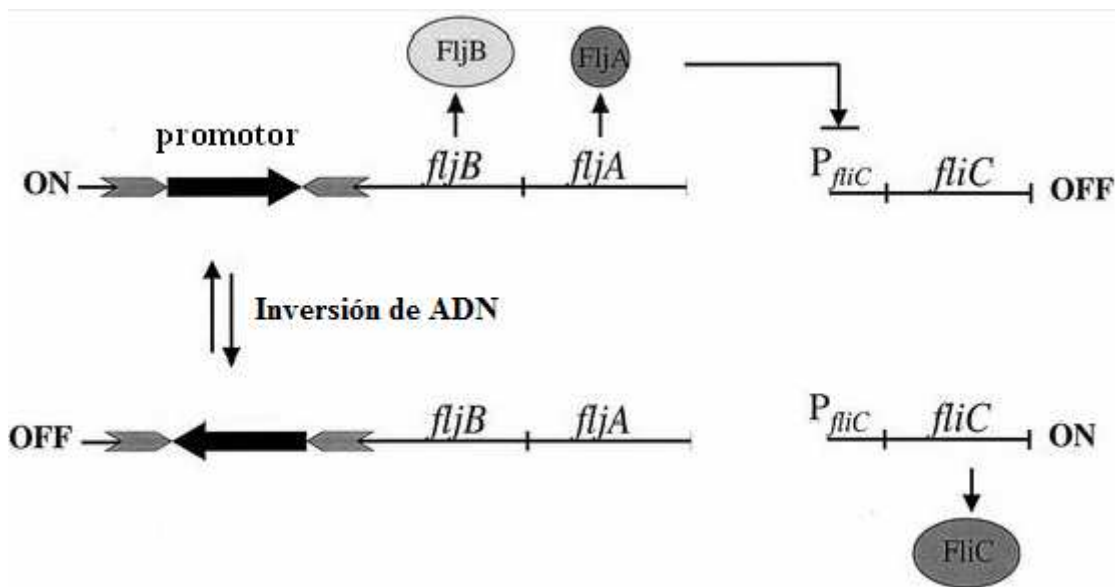 FljB
FljA
promotor
ON
fljB
fljA
PfliC
fliC
OFF
Inversión de ADN
OFF
fljB
fljA
PfliC
fliC
ON
FliC